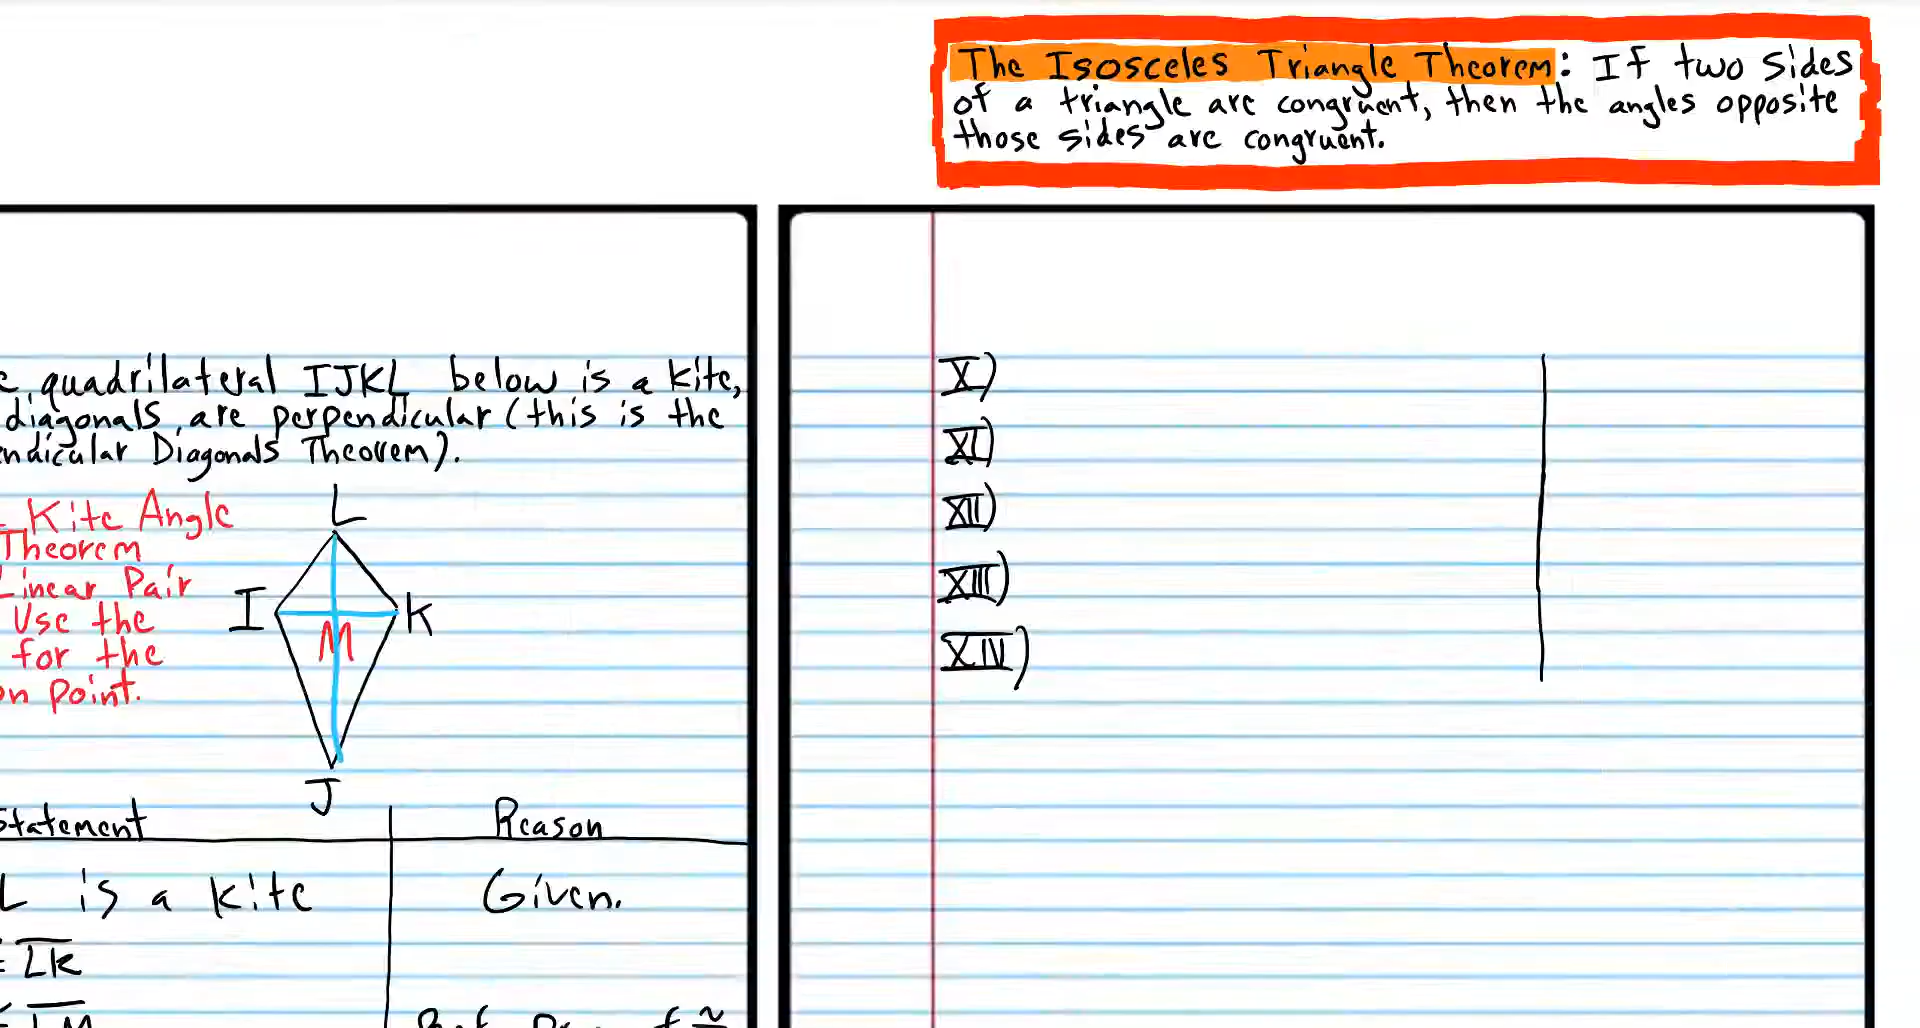 The Isosceles Triangle Theorem: If two sides
of a triangle are congruent, then the angles opposite
those sides are congruent.
quadrilateral IJKL below is a kite,
diagonals are perpendicular (this is the
endicular Diagonals Theorem).
Kite Angle
Theorem
Linear Pair
Use the
for the
on point.
L
I
K
M
J
Statement Reason
L is a kite Given.
≅ LK
X)
XI)
XII)
XIII)
XIV)